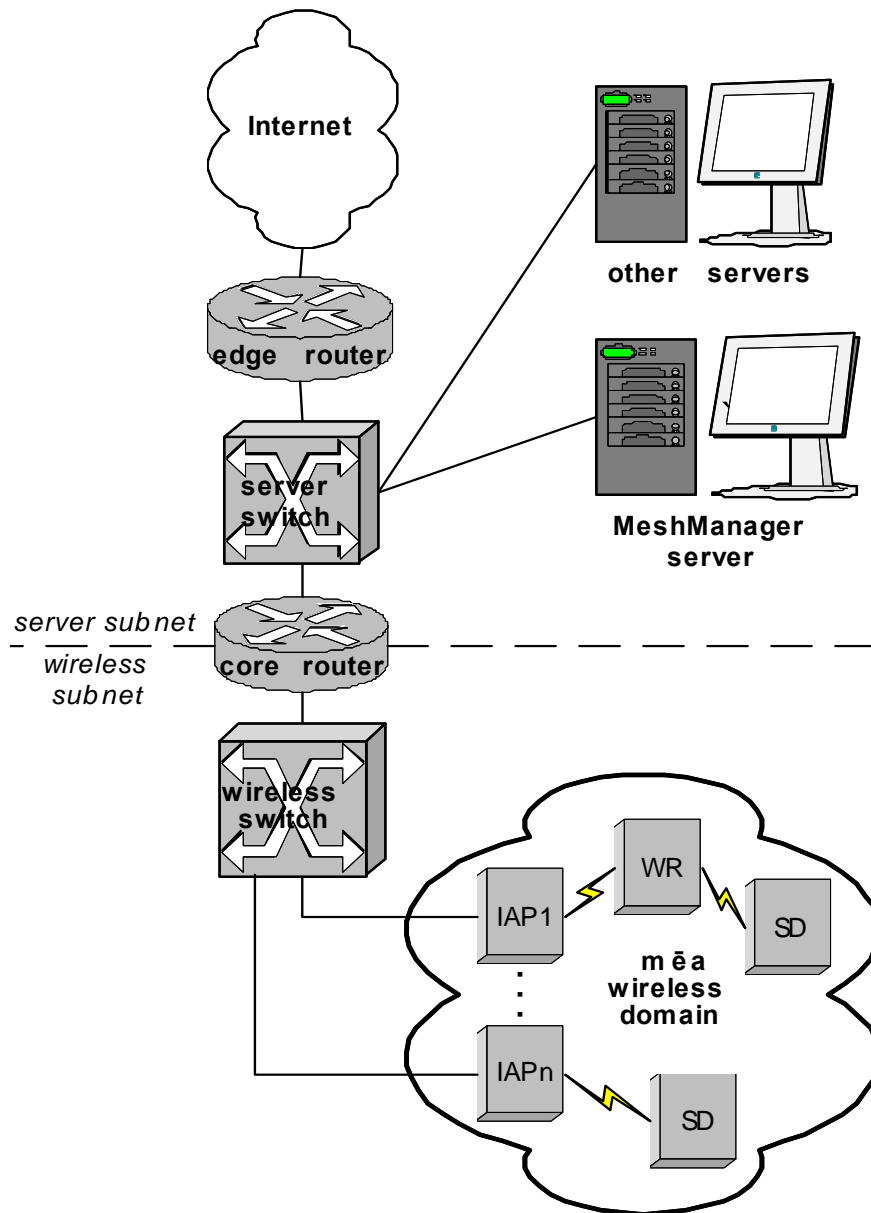 Internet
other servers
edge router
server
switch
MeshManager
server
server subnet
wireless
subnet
core router
wireless
switch
WR
IAP1
SD
mēa
wireless
domain
IAPn
SD